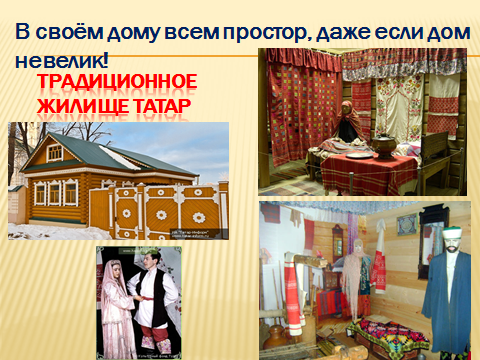 В своём дому всем простор, даже если дом
невелик!
ТРАДИЦИОННОЕ
ЖИЛИЩЕ ТАТАР